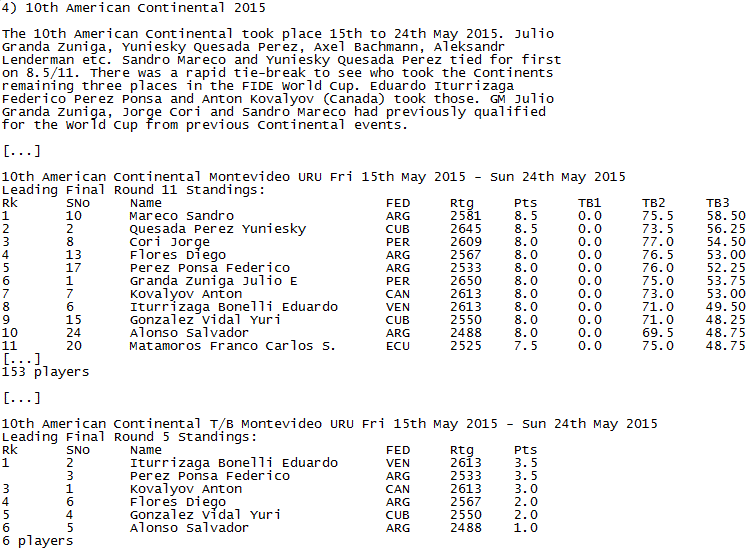 4) 10th American Continental 2015
The 10th American Continental took place 15th to 24th May 2015. Julio
Granda Zuniga, Yuniesky Quesada Perez, Axel Bachmann, Aleksandr
Lenderman etc. Sandro Mareco and Yuniesky Quesada Perez tied for first
on 8.5/11. There was a rapid tie-break to see who took the Continents
remaining three places in the FIDE World Cup. Eduardo Iturrizaga
Federico Perez Ponsa and Anton Kovalyov (Canada) took those. GM Julio
Granda Zuniga, Jorge Cori and Sandro Mareco had previously qualified
for the World Cup from previous Continental events.
[...]
10th American Continental Montevideo URU Fri 15th May 2015 - Sun 24th May 2015
Leading Final Round 11 Standings:
Rk SNo Name FED Rtg Pts TB1 TB2 TB3
1 10 Mareco Sandro ARG 2581 8.5 0.0 75.5 58.50
2 2 Quesada Perez Yuniesky CUB 2645 8.5 0.0 73.5 56.25
3 8 Cori Jorge PER 2609 8.0 0.0 77.0 54.50
4 13 Flores Diego ARG 2567 8.0 0.0 76.5 53.00
5 17 Perez Ponsa Federico ARG 2533 8.0 0.0 76.0 52.25
6 1 Granda Zuniga Julio E PER 2650 8.0 0.0 75.0 53.75
7 7 Kovalyov Anton CAN 2613 8.0 0.0 73.0 53.00
8 6 Iturrizaga Bonelli Eduardo VEN 2613 8.0 0.0 71.0 49.50
9 15 Gonzalez Vidal Yuri CUB 2550 8.0 0.0 71.0 48.25
10 24 Alonso Salvador ARG 2488 8.0 0.0 69.5 48.75
11 20 Matamoros Franco Carlos S. ECU 2525 7.5 0.0 75.0 48.75
[...]
153 players
[...]
10th American Continental T/B Montevideo URU Fri 15th May 2015 - Sun 24th May 2015
Leading Final Round 5 Standings:
Rk SNo Name FED Rtg Pts
1 2 Iturrizaga Bonelli Eduardo VEN 2613 3.5
3 Perez Ponsa Federico ARG 2533 3.5
3 1 Kovalyov Anton CAN 2613 3.0
4 6 Flores Diego ARG 2567 2.0
5 4 Gonzalez Vidal Yuri CUB 2550 2.0
6 5 Alonso Salvador ARG 2488 1.0
6 players